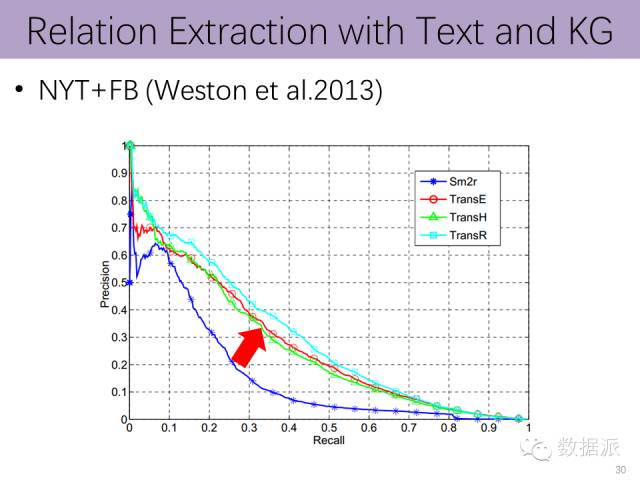 Relation Extraction with Text and KG
• NYT+FB (Weston et al.2013)
1
0.9
0.8
0.7
0.6
0.5
0.4
0.3
0.2
0.1
0
Precision
Sm2r
TransE
TransH
TransR
0 0.1 0.2 0.3 0.4 0.5 0.6 0.7 0.8 0.9 1
Recall
数据派
30